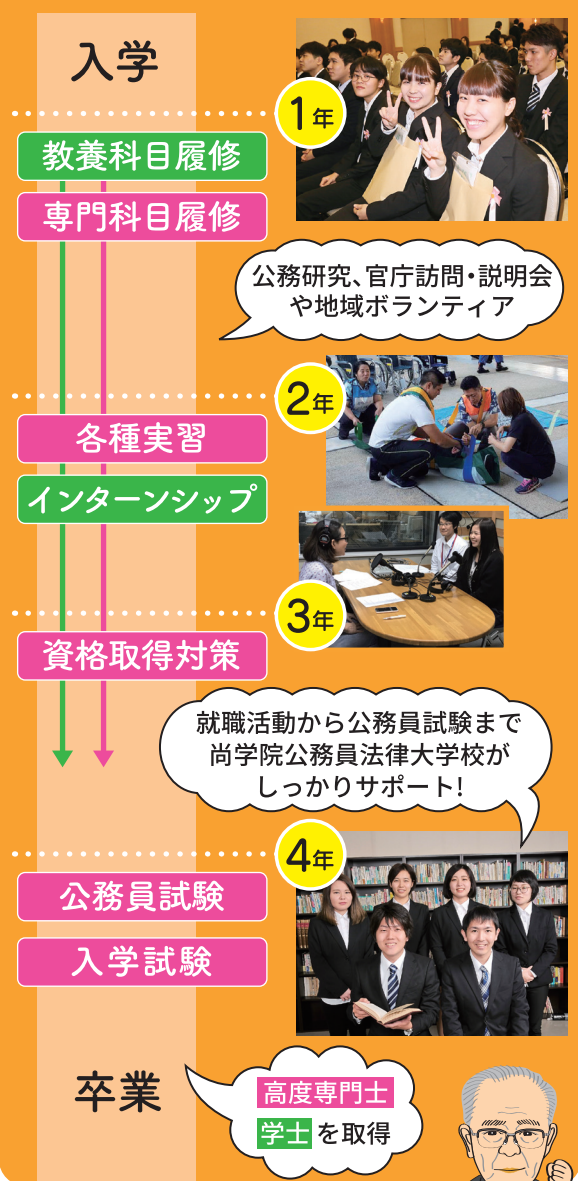 入学
1年
教養科目履修
専門科目履修
公務研究、官庁訪問・説明会
や地域ボランティア
2年
各種実習
インターンシップ
3年
資格取得対策
就職活動から公務員試験まで
尚学院公務員法律大学校が
しっかりサポート!
4年
公務員試験
入学試験
卒業
高度専門士
学士を取得